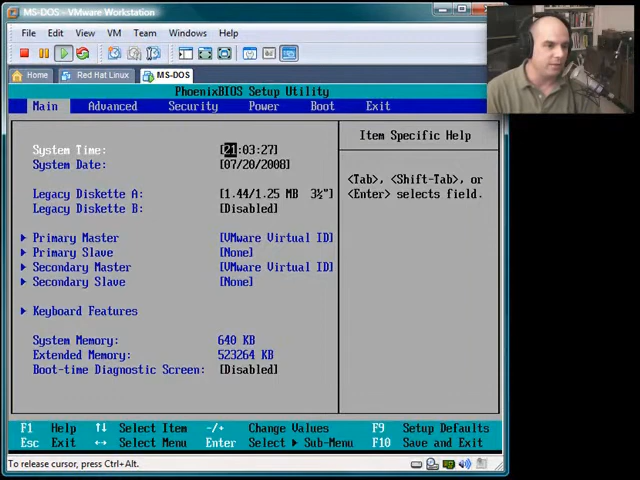 MS-DOS - VMware Workstation
File Edit View VM Team Windows Help
Home Red Hat Linux MS-DOS
PhoenixBIOS Setup Utility
Main Advanced Security Power Boot Exit
Item Specific Help
System Time: [21:03:27]
System Date: [07/20/2008]
<Tab>, <Shift-Tab>, or
<Enter> selects field.
Legacy Diskette A: [1.44/1.25 MB 3½"]
Legacy Diskette B: [Disabled]
Primary Master [VMware Virtual ID]
Primary Slave [None]
Secondary Master [VMware Virtual ID]
Secondary Slave [None]
Keyboard Features
System Memory: 640 KB
Extended Memory: 523264 KB
Boot-time Diagnostic Screen: [Disabled]
F1 Help ↑↓ Select Item -/+ Change Values F9 Setup Defaults
Esc Exit ↔ Select Menu Enter Select ▶ Sub-Menu F10 Save and Exit
To release cursor, press Ctrl+Alt.